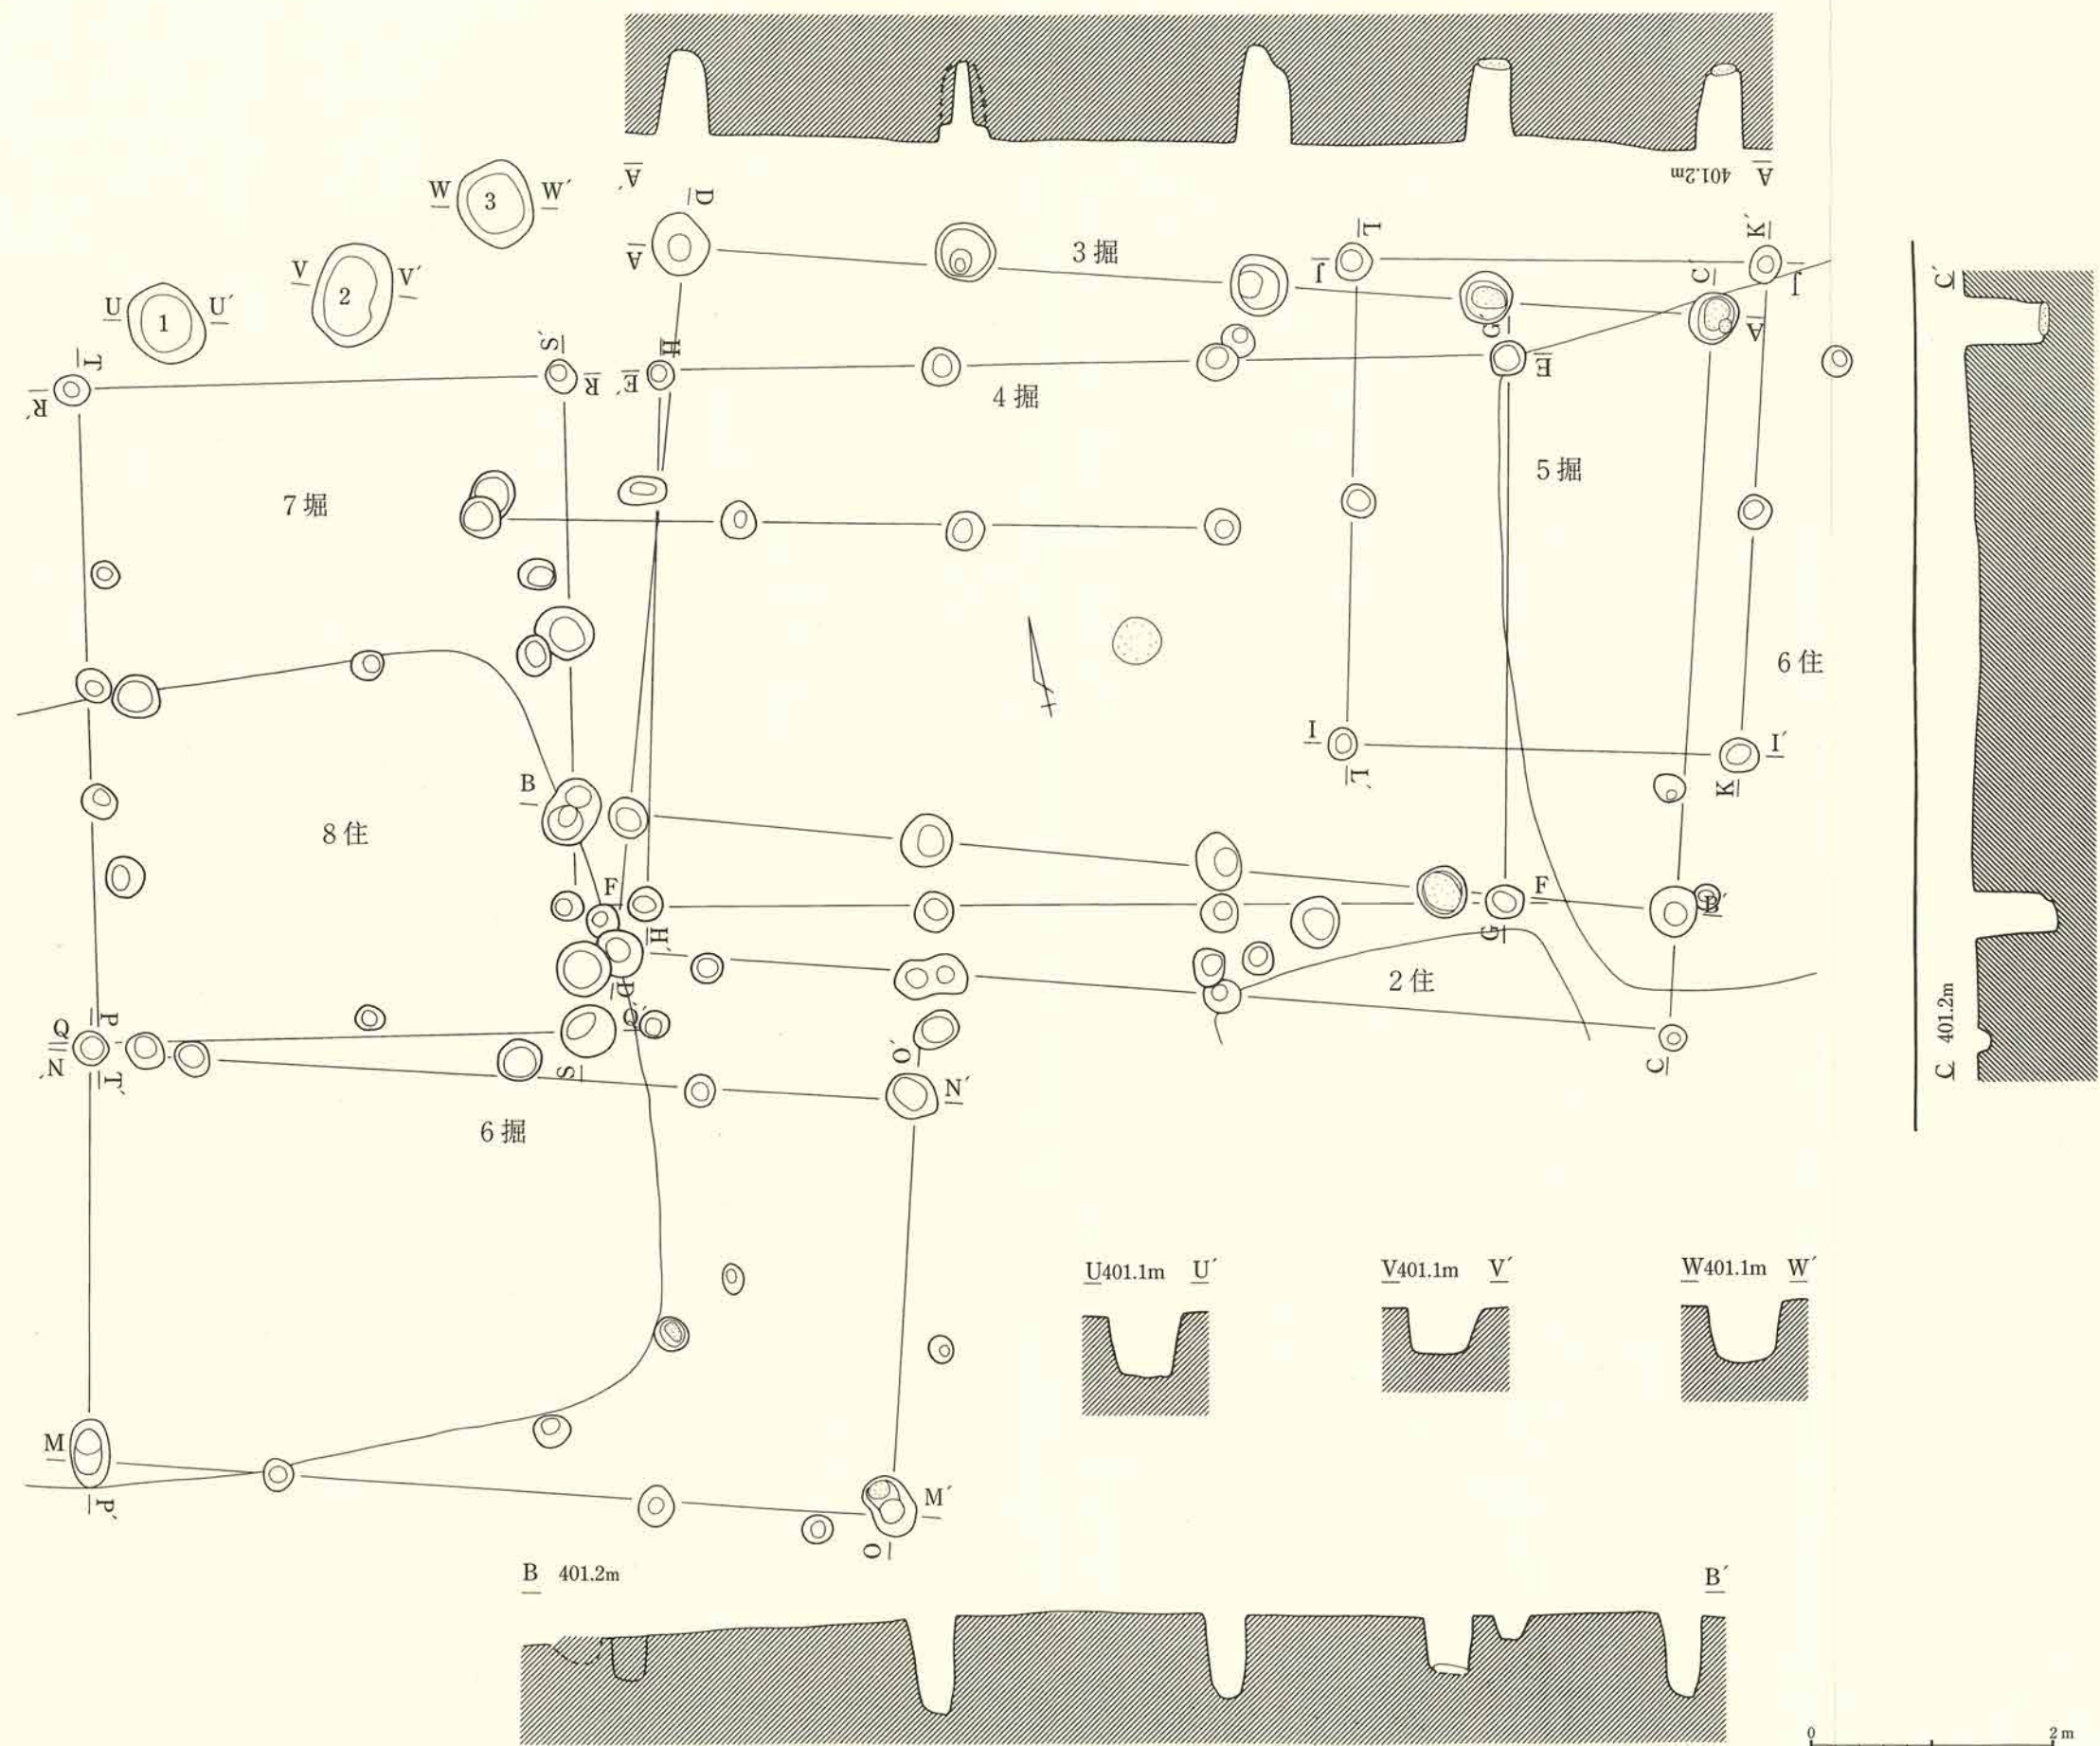 A´
401.2m A
W 3 W´
V 2 V´
U 1 U´
D
A
3掘
L
J´
K´
J
C´
G´
A´
T
R´
S´
R
E´
H
4掘
E
C´
C 401.2m
7掘
5掘
6住
I
L´
I´
K
B
8住
F
F´
B´
H´
G
D´
2住
C
Q
N
P
N´
T´
Q´
S
O´
N´
6掘
U401.1m U´
V401.1m V´
W401.1m W´
M
P´
M´
O
B 401.2m
B´
0 2m